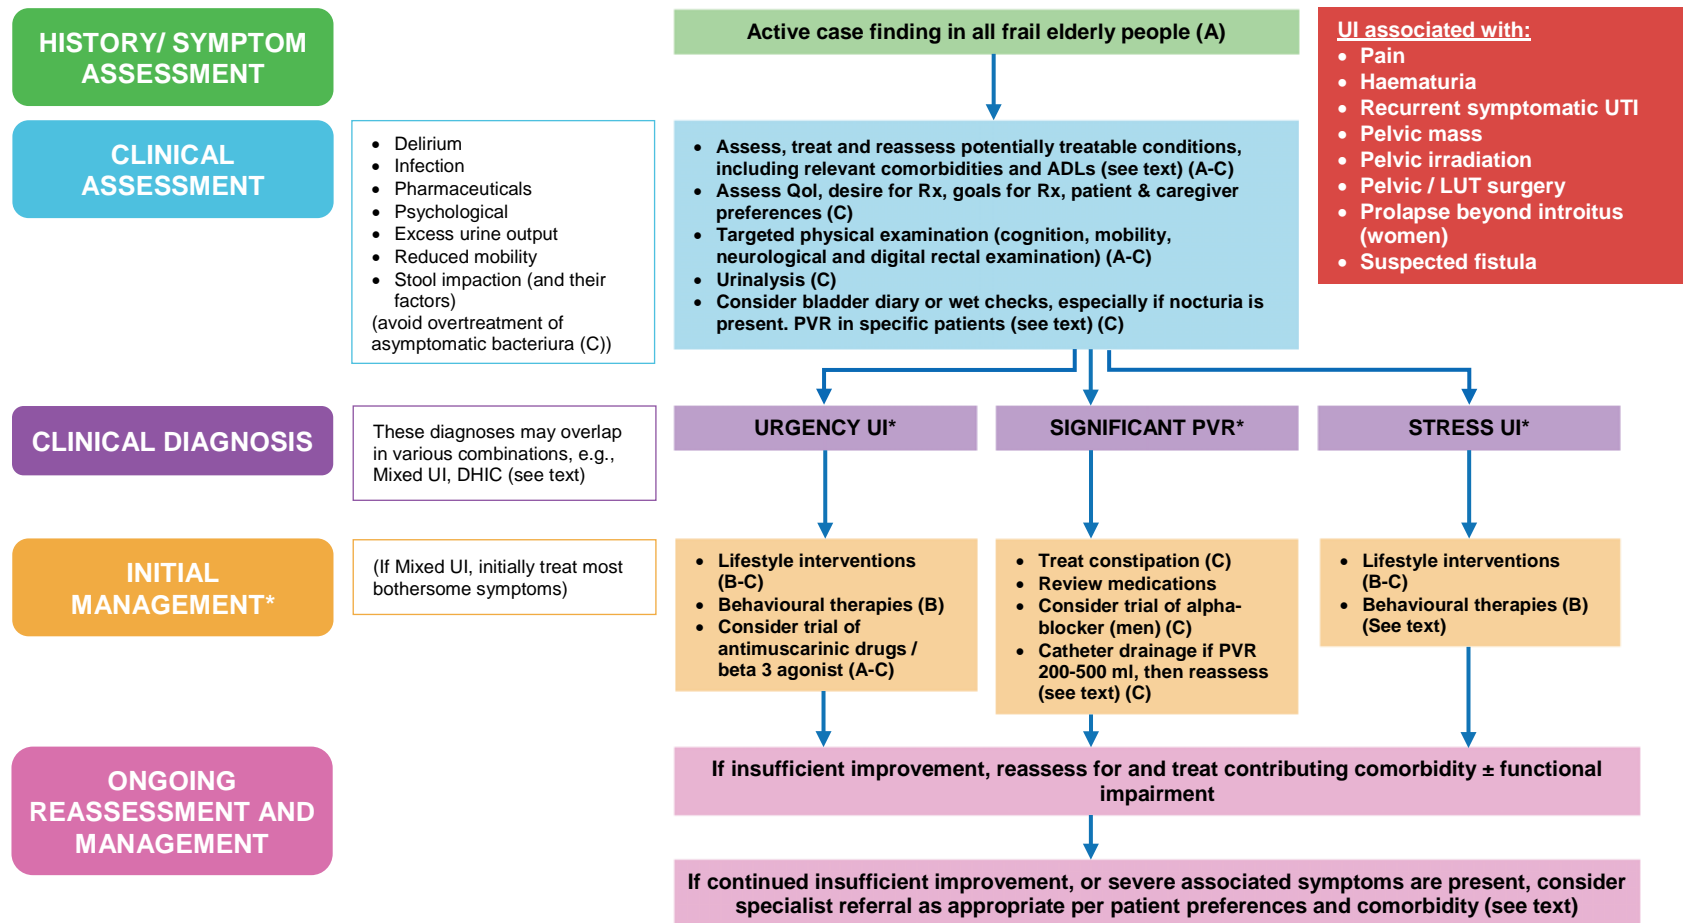 HISTORY/ SYMPTOM
ASSESSMENT
Active case finding in all frail elderly people (A)
UI associated with:
• Pain
• Haematuria
• Recurrent symptomatic UTI
• Pelvic mass
• Pelvic irradiation
• Pelvic / LUT surgery
• Prolapse beyond introitus
(women)
• Suspected fistula
CLINICAL
ASSESSMENT
• Delirium
• Infection
• Pharmaceuticals
• Psychological
• Excess urine output
• Reduced mobility
• Stool impaction (and their
factors)
(avoid overtreatment of
asymptomatic bacteriura (C))
• Assess, treat and reassess potentially treatable conditions,
including relevant comorbidities and ADLs (see text) (A-C)
• Assess Qol, desire for Rx, goals for Rx, patient & caregiver
preferences (C)
• Targeted physical examination (cognition, mobility,
neurological and digital rectal examination) (A-C)
• Urinalysis (C)
• Consider bladder diary or wet checks, especially if nocturia is
present. PVR in specific patients (see text) (C)
CLINICAL DIAGNOSIS
These diagnoses may overlap
in various combinations, e.g.,
Mixed UI, DHIC (see text)
URGENCY UI*
SIGNIFICANT PVR*
STRESS UI*
INITIAL
MANAGEMENT*
(If Mixed UI, initially treat most
bothersome symptoms)
• Lifestyle interventions
(B-C)
• Behavioural therapies (B)
• Consider trial of
antimuscarinic drugs /
beta 3 agonist (A-C)
• Treat constipation (C)
• Review medications
• Consider trial of alpha-
blocker (men) (C)
• Catheter drainage if PVR
200-500 ml, then reassess
(see text) (C)
• Lifestyle interventions
(B-C)
• Behavioural therapies (B)
(See text)
ONGOING
REASSESSMENT AND
MANAGEMENT
If insufficient improvement, reassess for and treat contributing comorbidity ± functional
impairment
If continued insufficient improvement, or severe associated symptoms are present, consider
specialist referral as appropriate per patient preferences and comorbidity (see text)